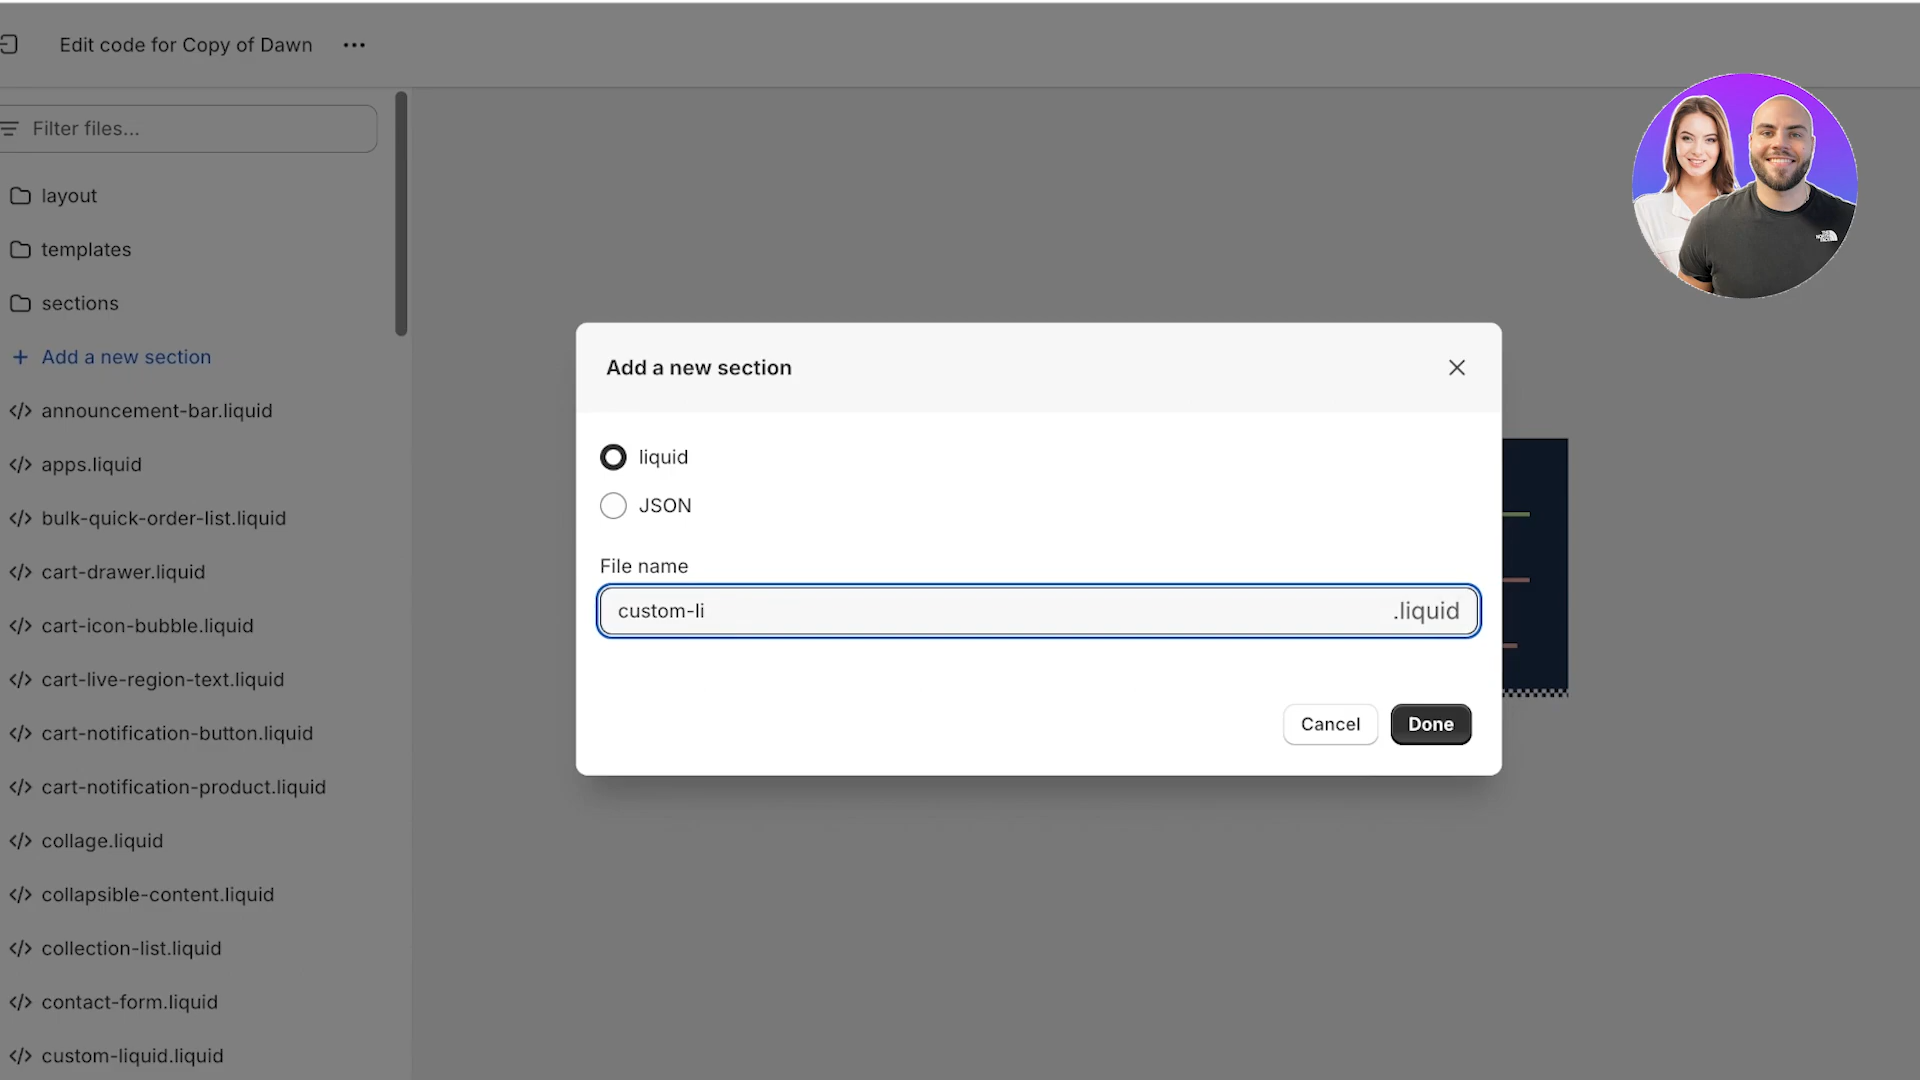 Edit code for Copy of Dawn
Filter files...
layout
templates
sections
Add a new section
announcement-bar.liquid
apps.liquid
bulk-quick-order-list.liquid
cart-drawer.liquid
cart-icon-bubble.liquid
cart-live-region-text.liquid
cart-notification-button.liquid
cart-notification-product.liquid
collage.liquid
collapsible-content.liquid
collection-list.liquid
contact-form.liquid
custom-liquid.liquid
Add a new section
liquid
JSON
File name
custom-li .liquid
Cancel Done
THE NORTH FACE